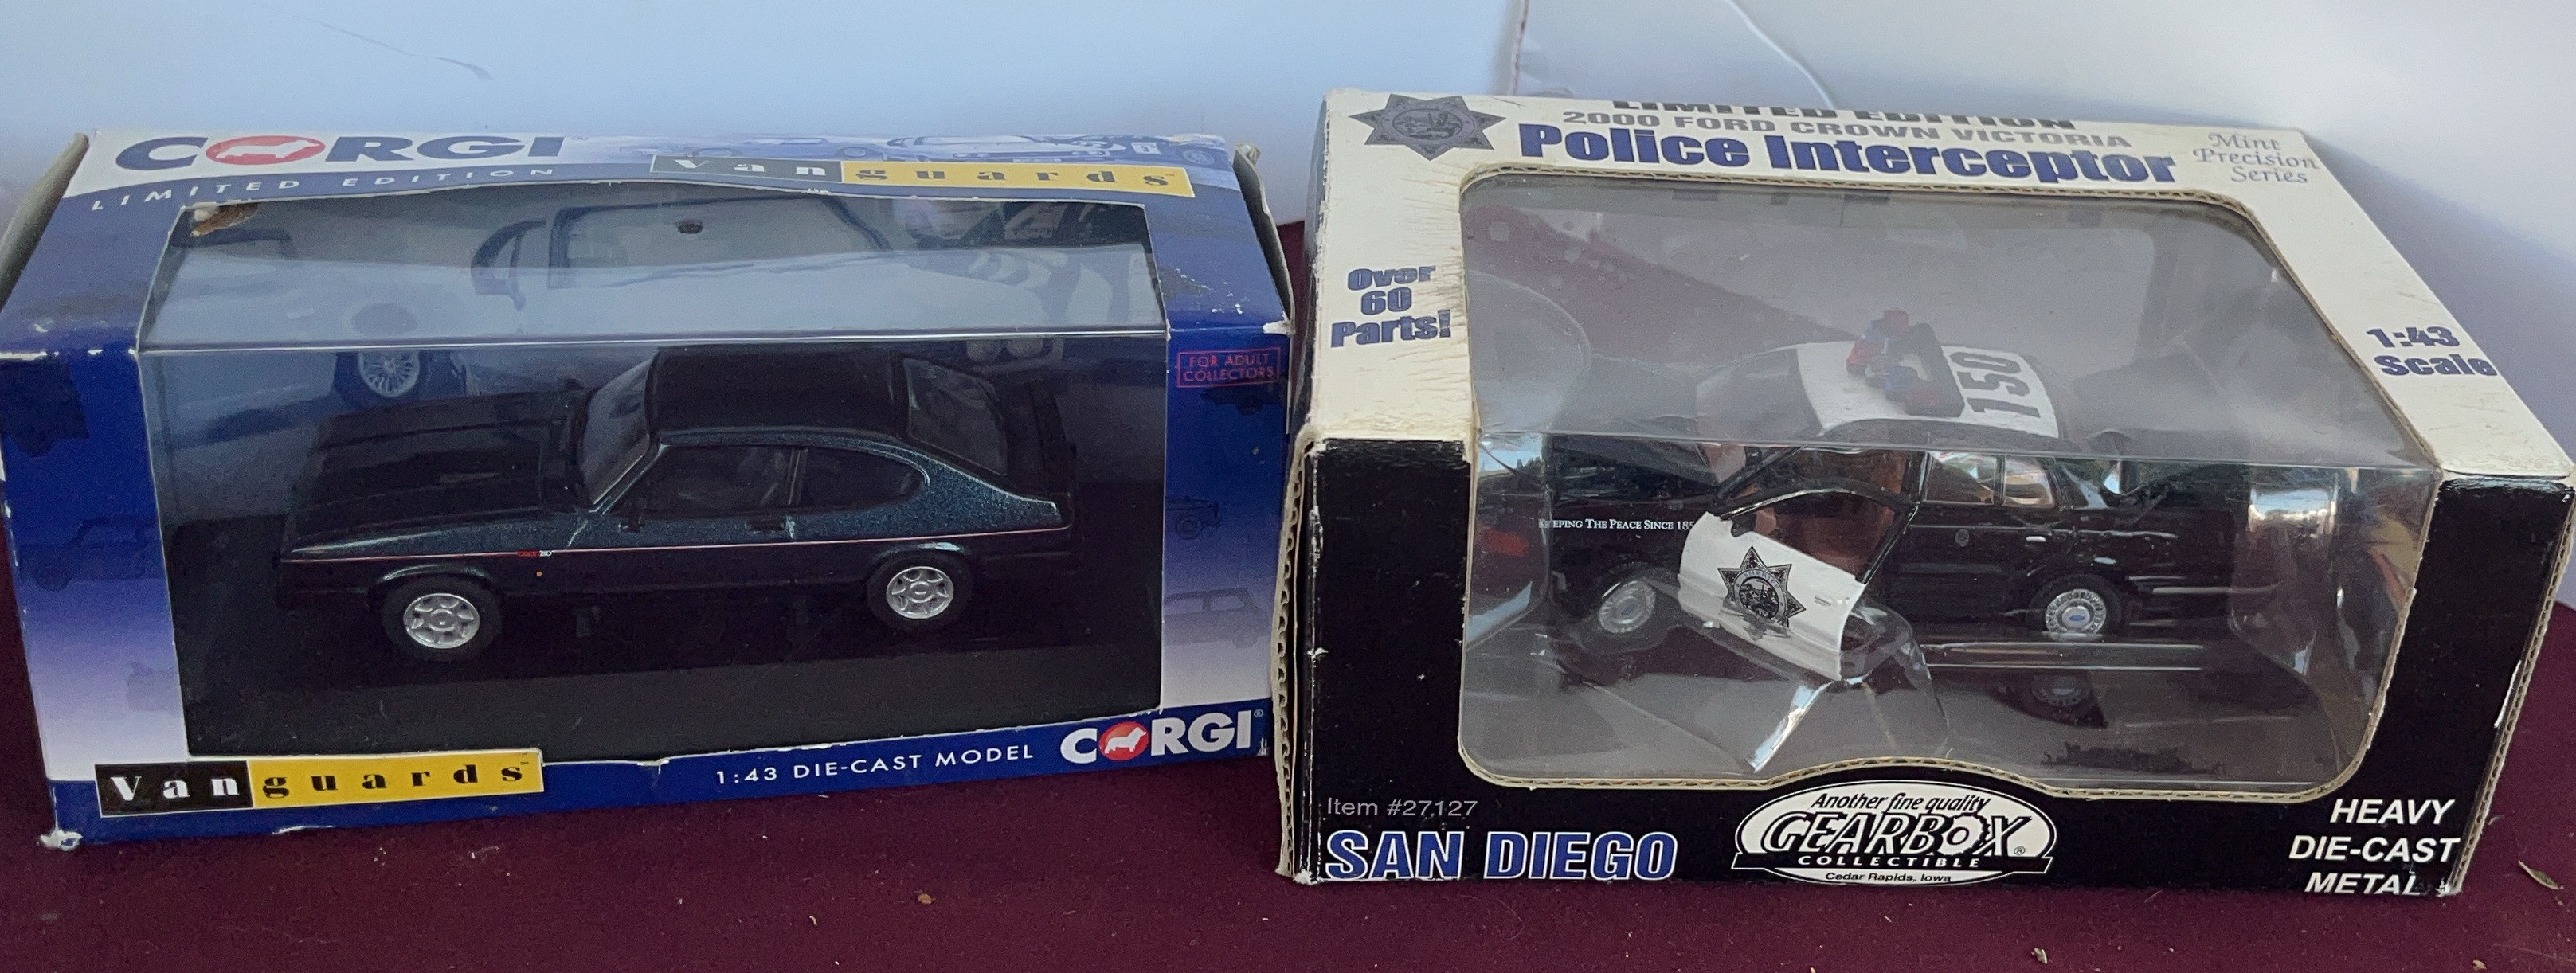 CORGI
LIMITED EDITION
Vanguards
FOR ADULT
COLLECTORS
Vanguards
1:43 DIE-CAST MODEL
CORGI
LIMITED EDITION
2000 FORD CROWN VICTORIA
Police Interceptor
Mint
Precision
Series
Over
60
Parts!
1:43
Scale
150
KEEPING THE PEACE SINCE
Item #27127
SAN DIEGO
Another fine quality
GEARBOX
COLLECTIBLE
Cedar Rapids, Iowa
HEAVY
DIE-CAST
METAL